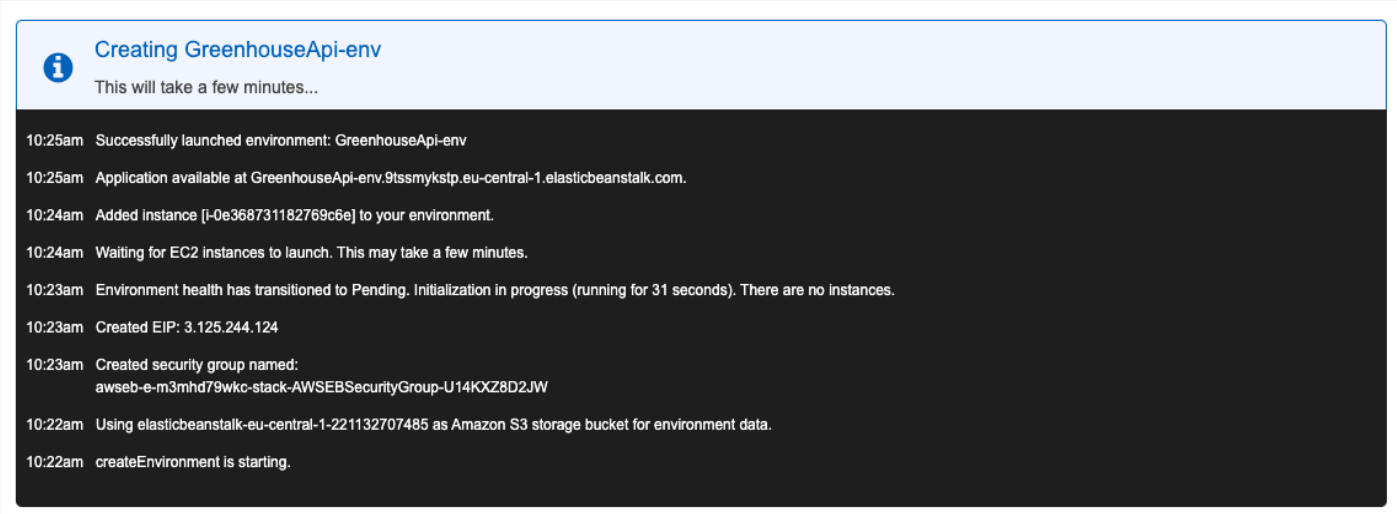 Creating GreenhouseApi-env
This will take a few minutes...
10:25am Successfully launched environment: GreenhouseApi-env
10:25am Application available at GreenhouseApi-env.9tssmykstp.eu-central-1.elasticbeanstalk.com.
10:24am Added instance [i-0e368731182769c6e] to your environment.
10:24am Waiting for EC2 instances to launch. This may take a few minutes.
10:23am Environment health has transitioned to Pending. Initialization in progress (running for 31 seconds). There are no instances.
10:23am Created EIP: 3.125.244.124
10:23am Created security group named:
awseb-e-m3mhd79wkc-stack-AWSEBSecurityGroup-U14KXZ8D2JW
10:22am Using elasticbeanstalk-eu-central-1-221132707485 as Amazon S3 storage bucket for environment data.
10:22am createEnvironment is starting.